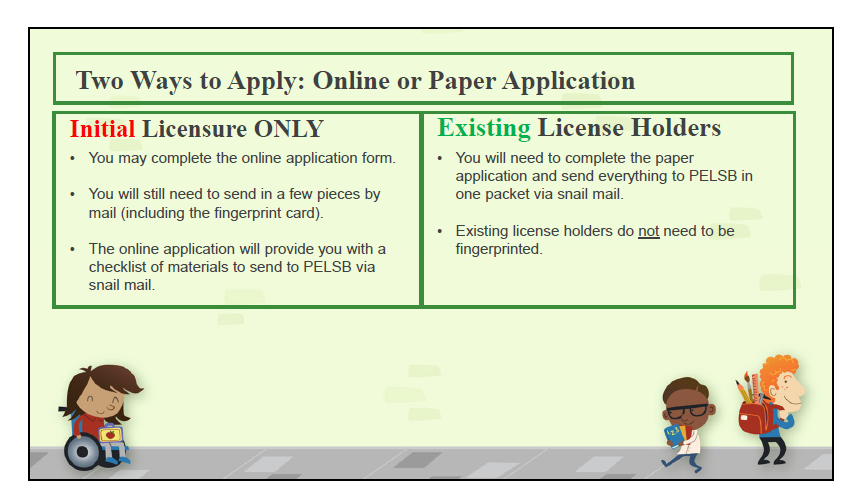 Two Ways to Apply: Online or Paper Application
Initial Licensure ONLY
• You may complete the online application form.
• You will still need to send in a few pieces by
mail (including the fingerprint card).
• The online application will provide you with a
checklist of materials to send to PELSB via
snail mail.
Existing License Holders
• You will need to complete the paper
application and send everything to PELSB in
one packet via snail mail.
• Existing license holders do not need to be
fingerprinted.